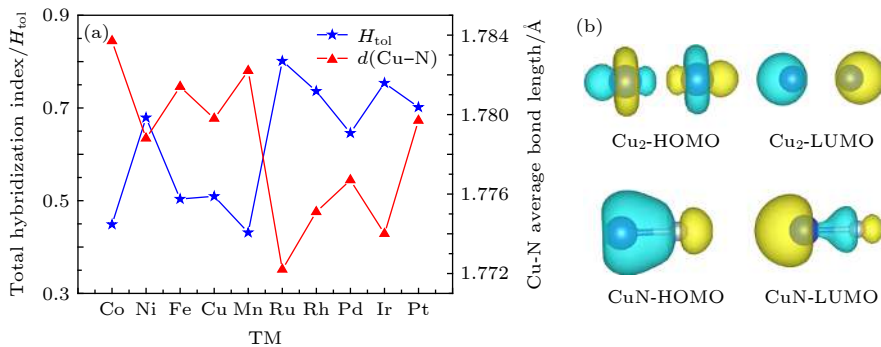 (a)
H_tol
d(Cu–N)
Total hybridization index/H_tol
0.9
0.7
0.5
0.3
1.784
1.780
1.776
1.772
Cu-N average bond length/Å
Co Ni Fe Cu Mn Ru Rh Pd Ir Pt
TM
(b)
Cu₂-HOMO Cu₂-LUMO
CuN-HOMO CuN-LUMO